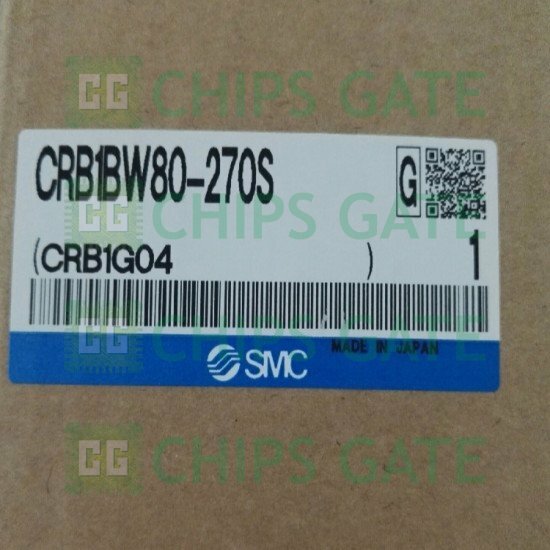 CG CHIPS GATE
CRB1BW80-270S
G
CG CHIPS GATE
(CRB1G04 )
1
CG CHIPS GATE
MADE IN JAPAN
SMC
CG CHIPS GATE